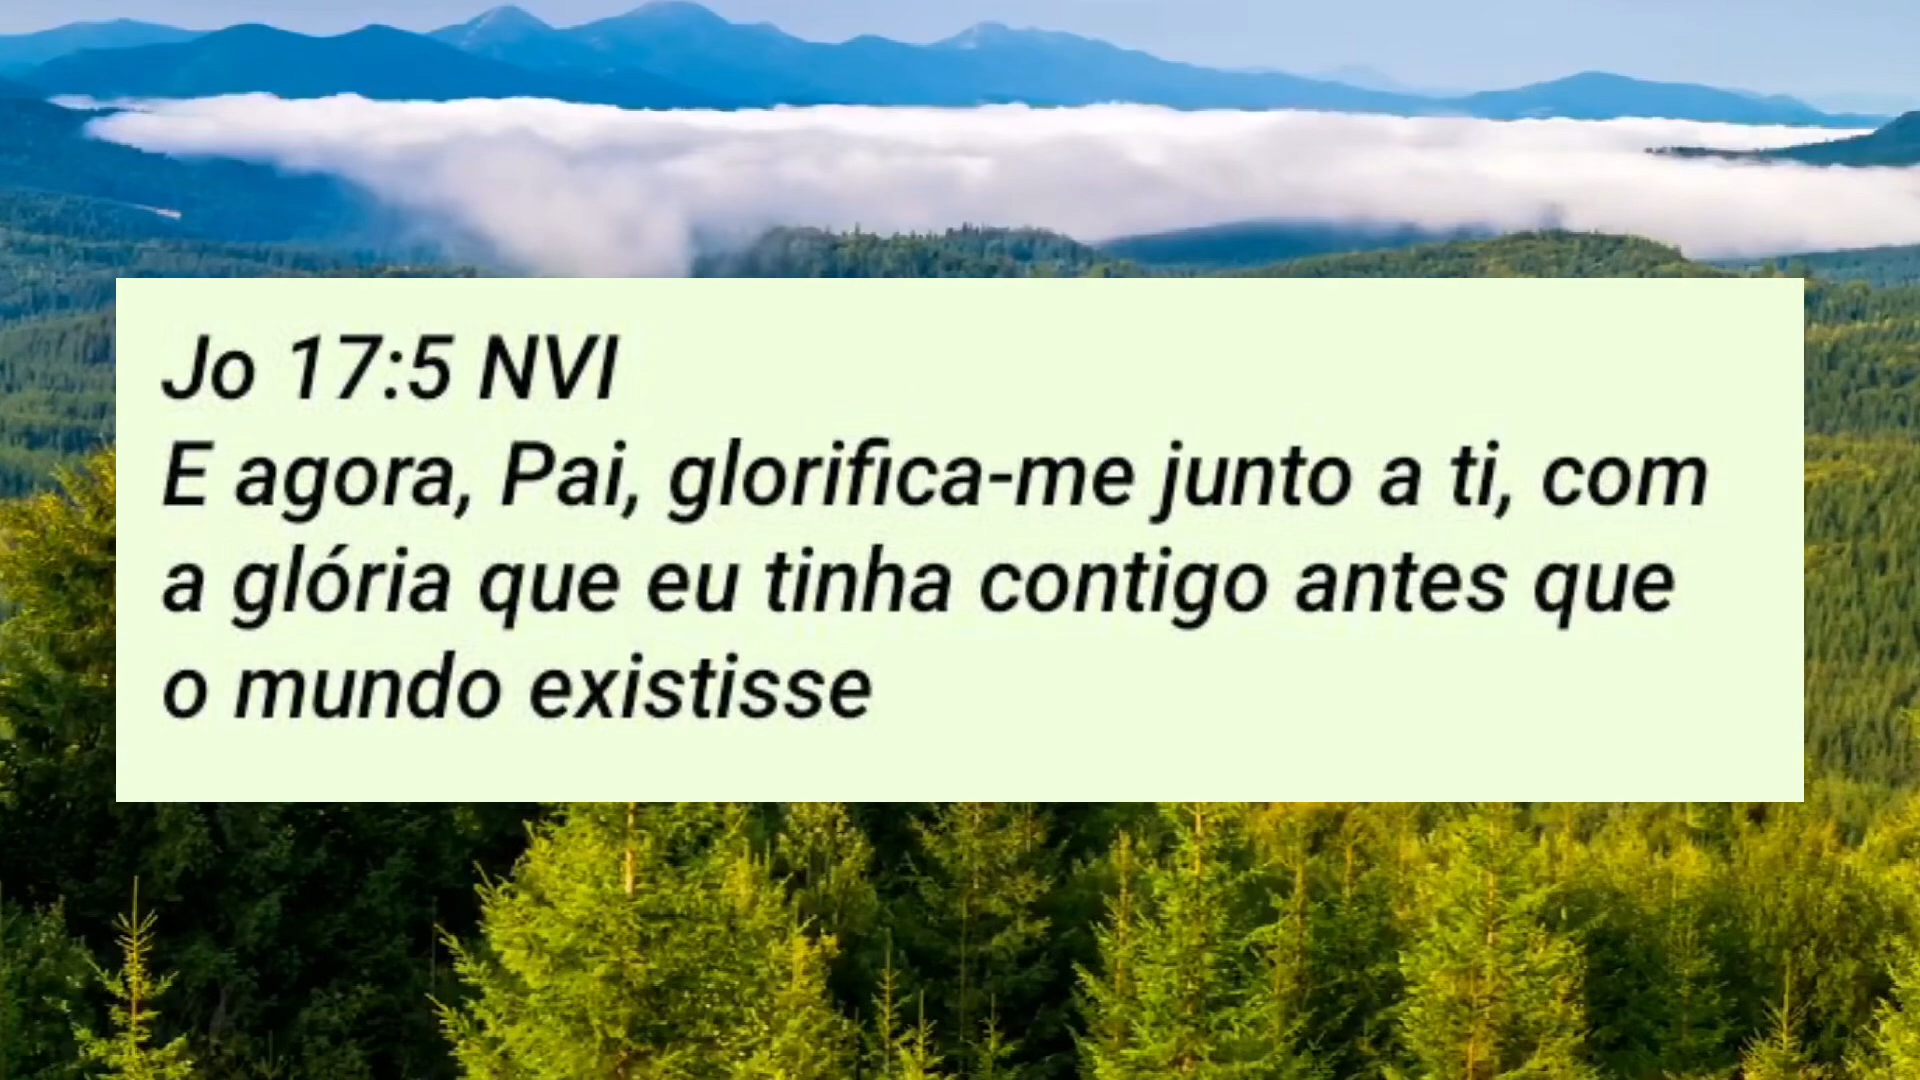 Jo 17:5 NVI
E agora, Pai, glorifica-me junto a ti, com
a glória que eu tinha contigo antes que
o mundo existisse